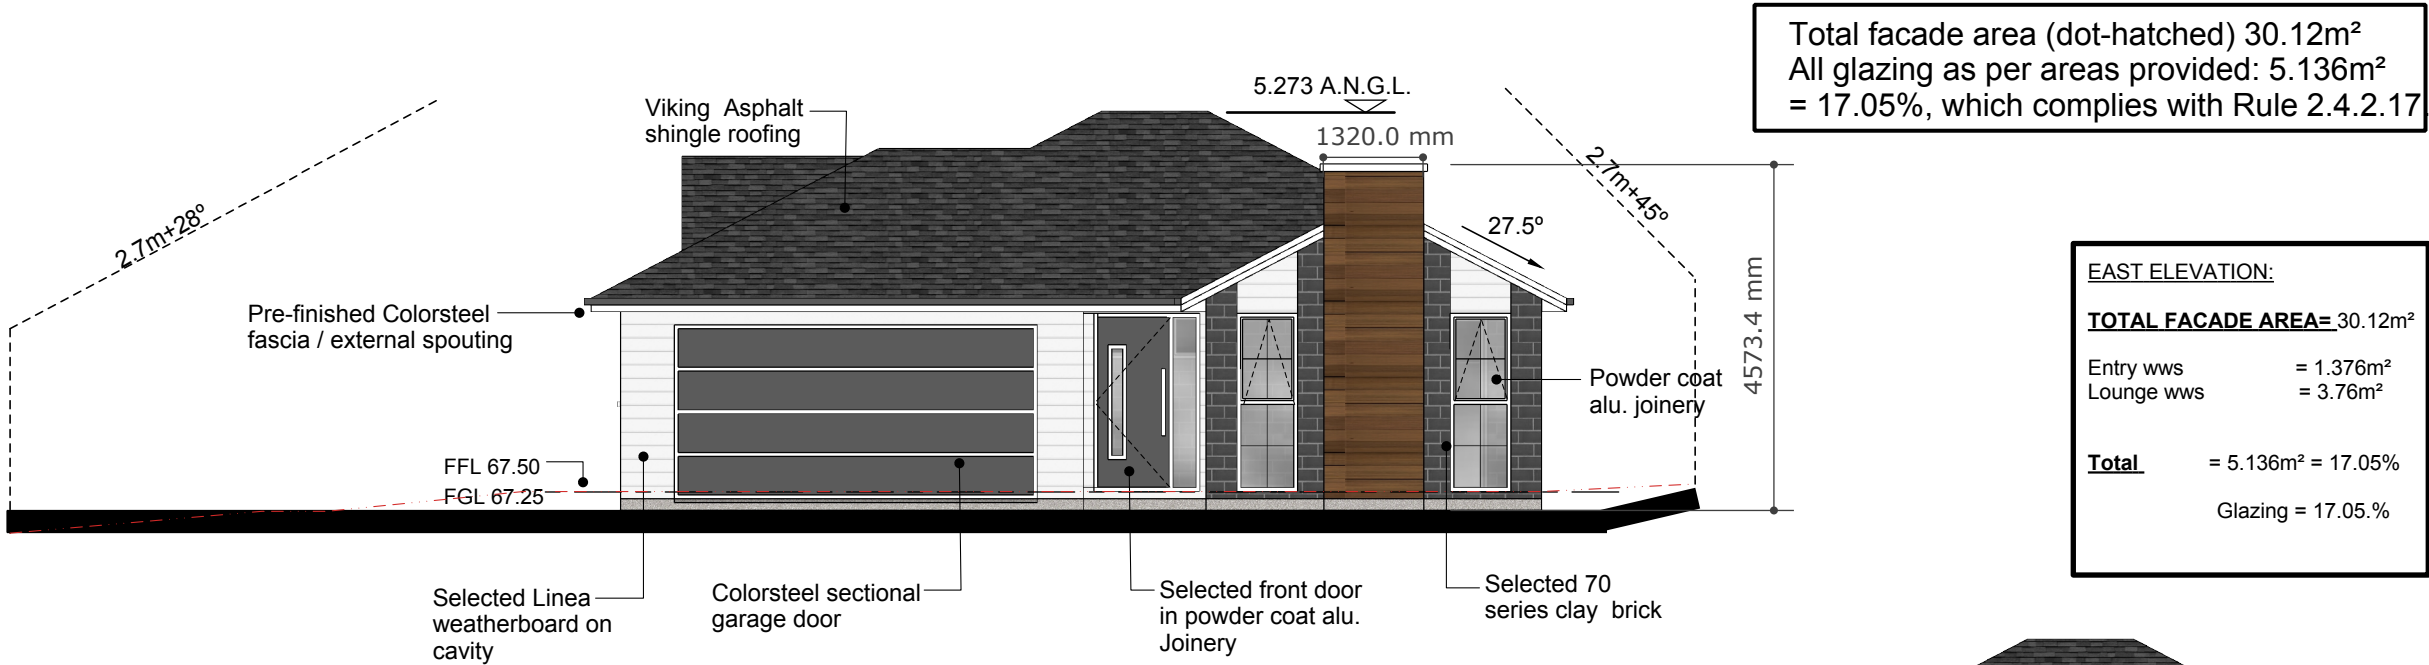 Total facade area (dot-hatched) 30.12m²
All glazing as per areas provided: 5.136m²
= 17.05%, which complies with Rule 2.4.2.17
5.273 A.N.G.L.
Viking Asphalt
shingle roofing
1320.0 mm
2.7m+45º
2.7m+28º
27.5º
4573.4 mm
Pre-finished Colorsteel
fascia / external spouting
Powder coat
alu. joinery
FFL 67.50
FGL 67.25
EAST ELEVATION:
TOTAL FACADE AREA= 30.12m²
Entry wws = 1.376m²
Lounge wws = 3.76m²
Total = 5.136m² = 17.05%
Glazing = 17.05.%
Selected Linea
weatherboard on
cavity
Colorsteel sectional
garage door
Selected front door
in powder coat alu.
Joinery
Selected 70
series clay brick